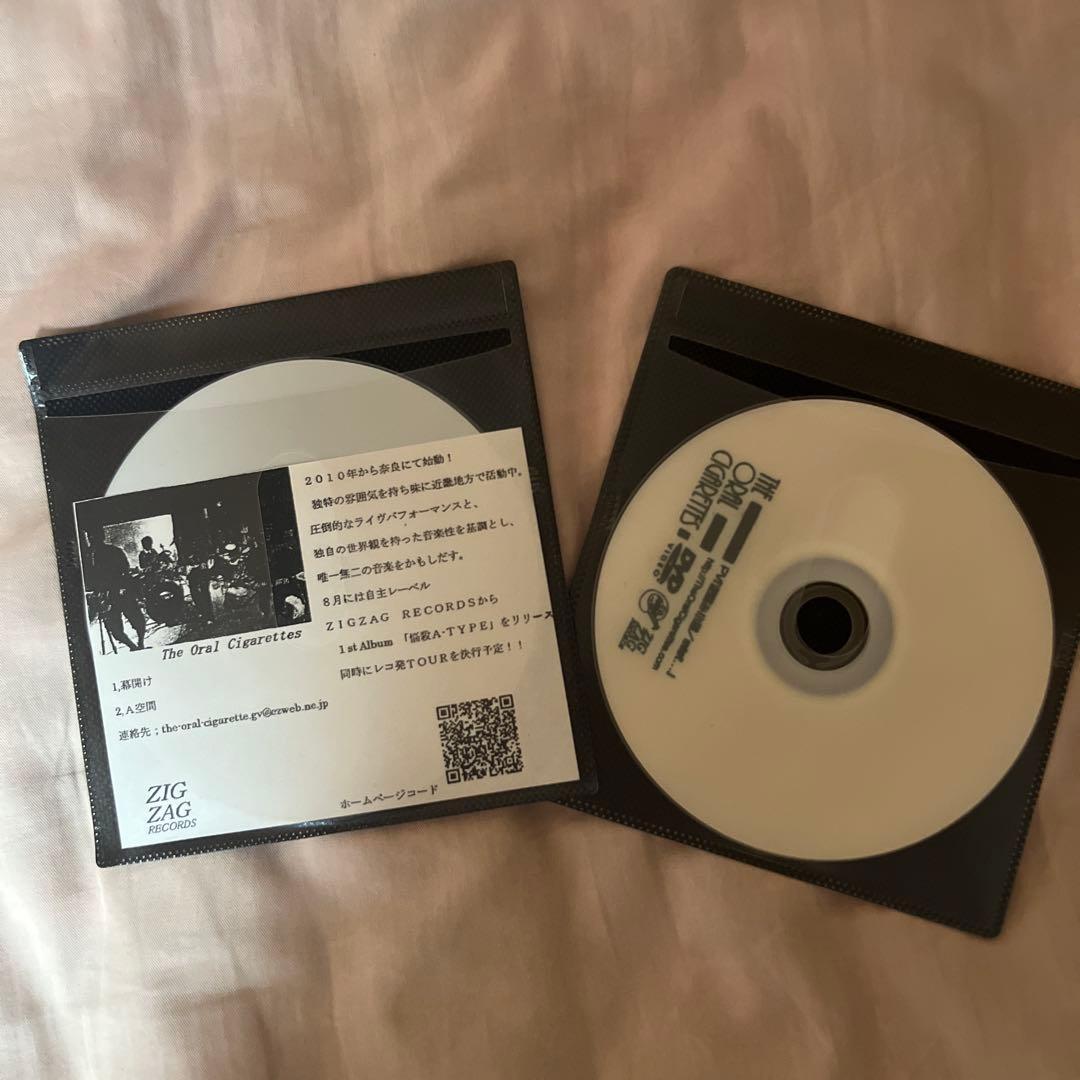 2010年から奈良にて始動！
独特の雰囲気を持ち味に近畿地方で活動中。
圧倒的なライヴパフォーマンスと、
独自の世界観を持った音楽性を基調とし、
唯一無二の音楽をかもしだす。
8月には自主レーベル
ZIGZAG RECORDSから
1st Album 「悩殺A-TYPE」をリリース
同時にレコ発TOURを決行予定！！
The Oral Cigarettes
1,幕開け
2,A空間
連絡先；the-oral-cigarette.gv@ezweb.ne.jp
ZIG
ZAG
RECORDS
ホームページコード
THE
ORAL
CIGARETTES
DVD
VIDEO
ZIG
ZAG